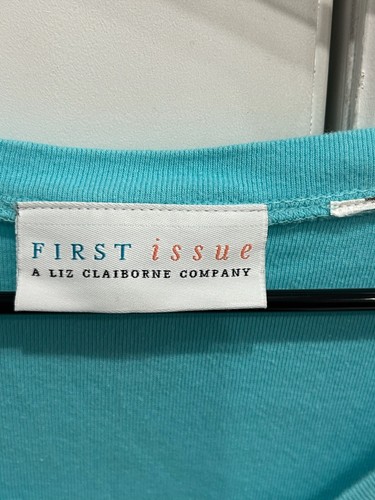 FIRST issue
A LIZ CLAIBORNE COMPANY